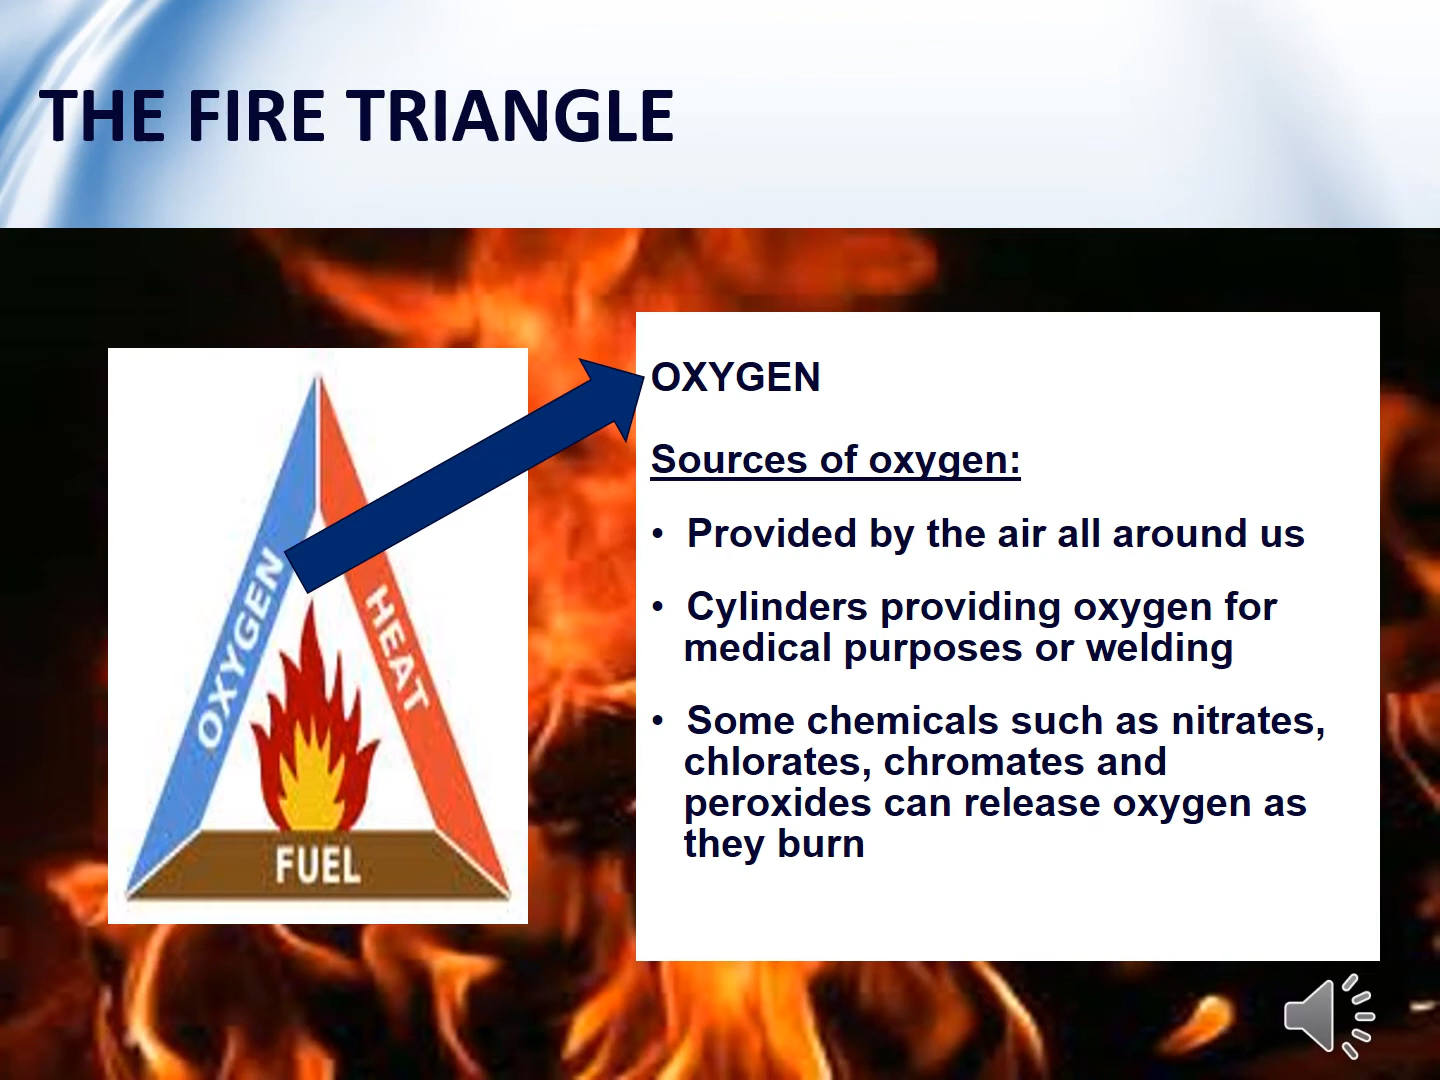 THE FIRE TRIANGLE
OXYGEN
HEAT
FUEL
OXYGEN
Sources of oxygen:
• Provided by the air all around us
• Cylinders providing oxygen for
medical purposes or welding
• Some chemicals such as nitrates,
chlorates, chromates and
peroxides can release oxygen as
they burn